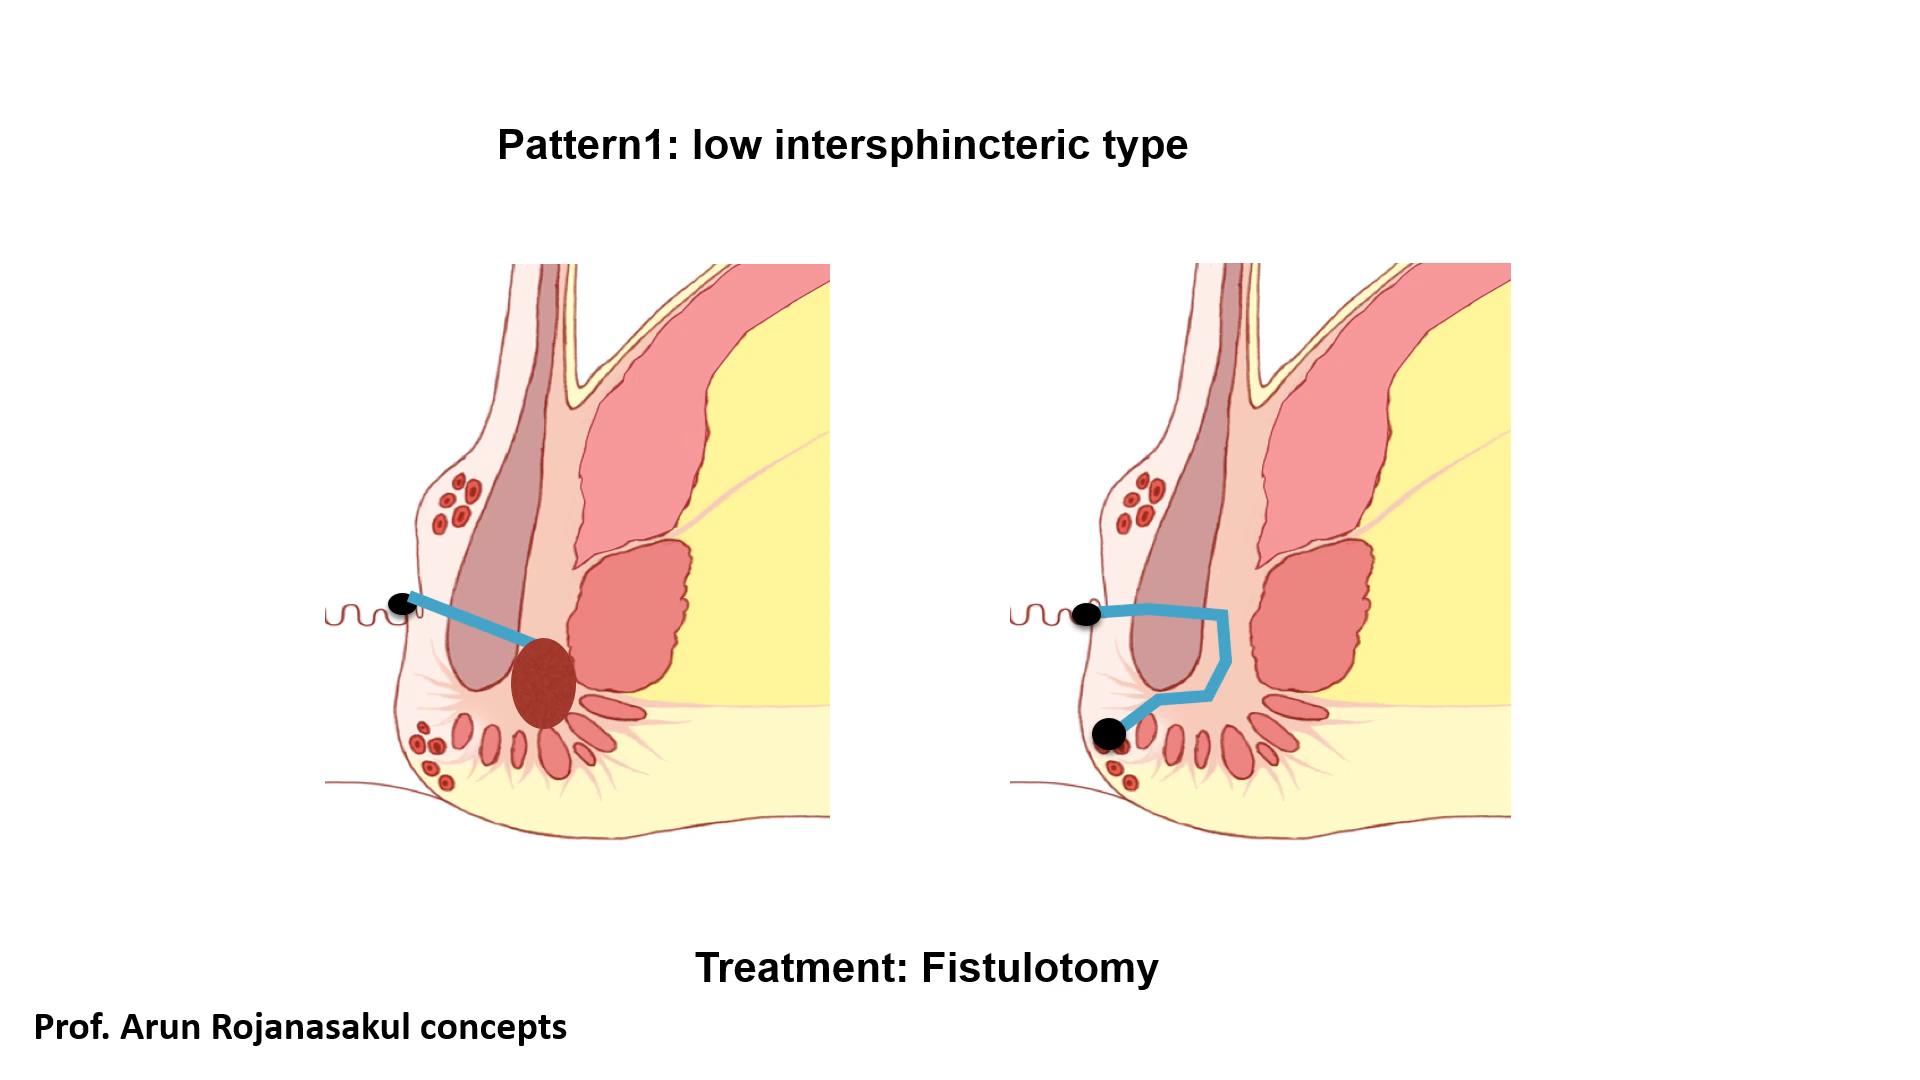 Pattern1: low intersphincteric type
Treatment: Fistulotomy
Prof. Arun Rojanasakul concepts